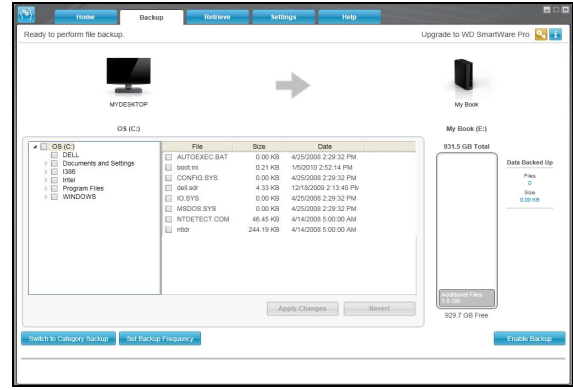 Home Backup Retrieve Settings Help
Ready to perform file backup.
Upgrade to WD SmartWare Pro
MYDESKTOP
My Book
OS (C:)
My Book (E:)
OS (C:)
DELL
Documents and Settings
I386
Intel
Program Files
WINDOWS
File Size Date
AUTOEXEC.BAT 0.00 KB 4/25/2008 2:29:32 PM
boot.ini 0.21 KB 1/5/2010 2:52:14 PM
CONFIG.SYS 0.00 KB 4/25/2008 2:29:32 PM
dell.sdr 4.33 KB 12/18/2009 2:13:40 PM
IO.SYS 0.00 KB 4/25/2008 2:29:32 PM
MSDOS.SYS 0.00 KB 4/25/2008 2:29:32 PM
NTDETECT.COM 46.45 KB 4/14/2008 5:00:00 AM
ntldr 244.19 KB 4/14/2008 5:00:00 AM
Apply Changes Revert
931.5 GB Total
Additional Files
1.8 GB
929.7 GB Free
Data Backed Up
Files
0
Size
0.00 KB
Switch to Category Backup Set Backup Frequency Enable Backup